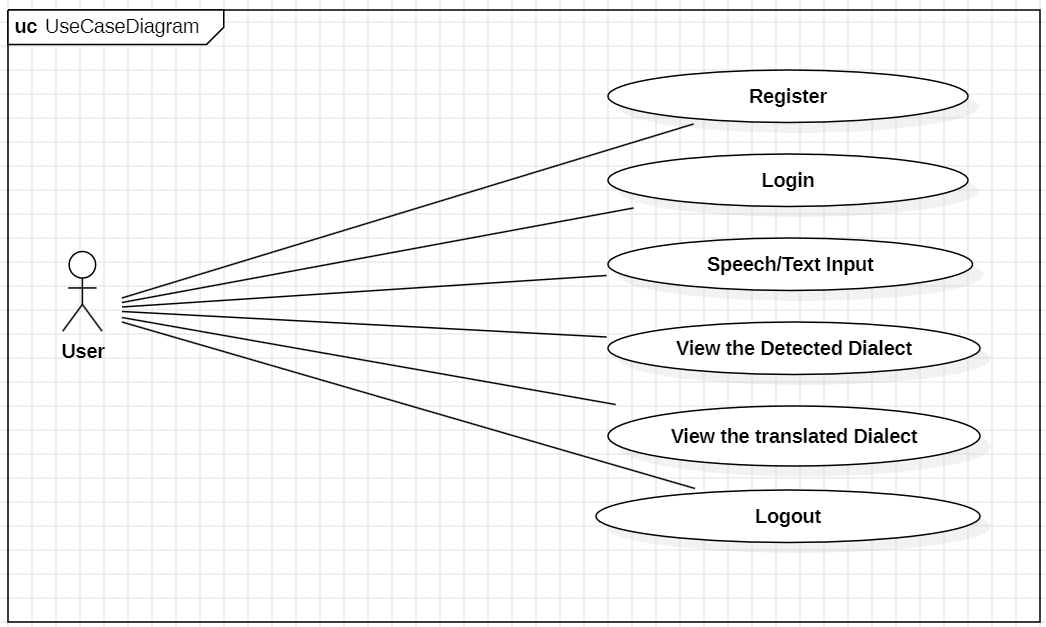 uc UseCaseDiagram
Register
Login
Speech/Text Input
User
View the Detected Dialect
View the translated Dialect
Logout